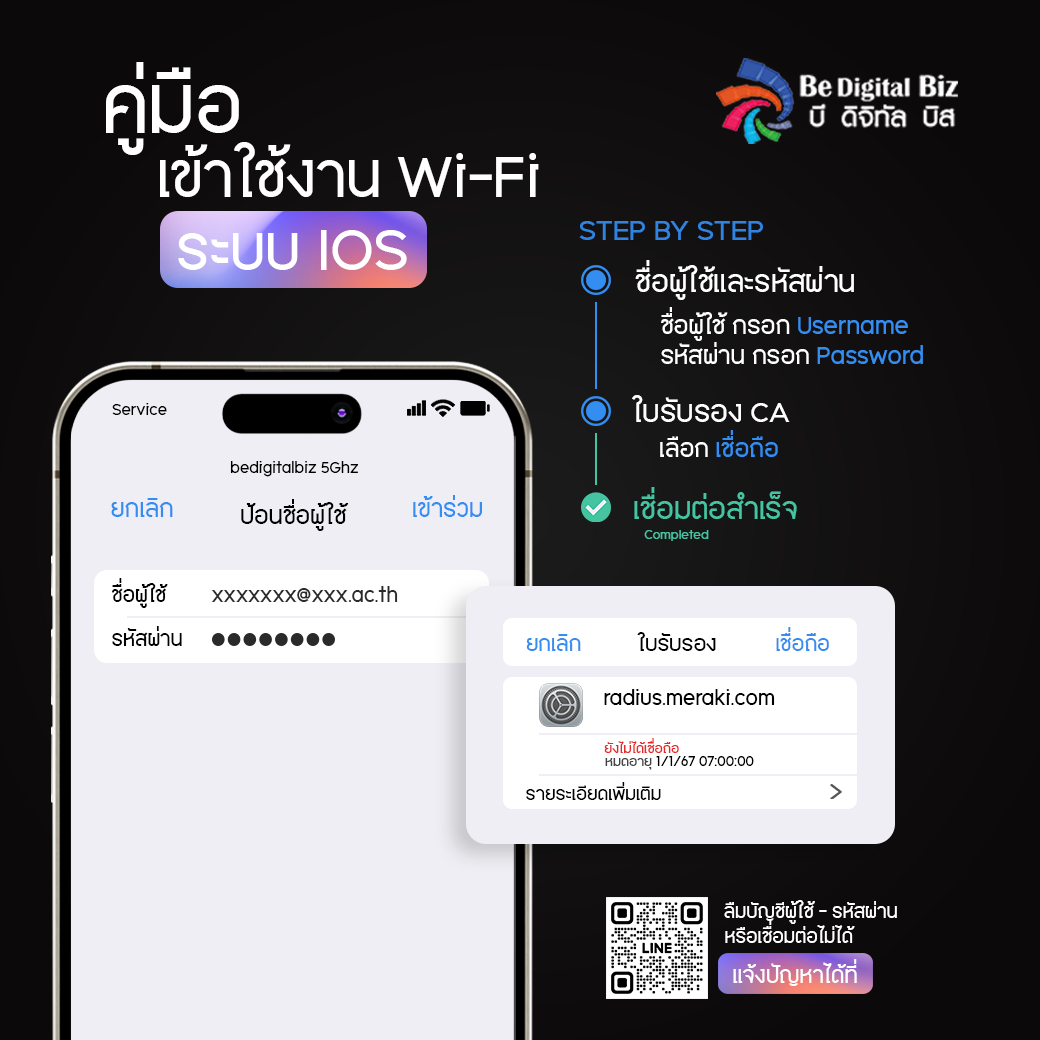 คู่มือ
เข้าใช้งาน Wi-Fi
ระบบ IOS
Be Digital Biz
บี ดิจิทัล บิส
STEP BY STEP
ชื่อผู้ใช้และรหัสผ่าน
ชื่อผู้ใช้ กรอก Username
รหัสผ่าน กรอก Password
ใบรับรอง CA
เลือก เชื่อถือ
เชื่อมต่อสำเร็จ
Completed
Service
bedigitalbiz 5Ghz
ยกเลิก ป้อนชื่อผู้ใช้ เข้าร่วม
ชื่อผู้ใช้ xxxxxxx@xxx.ac.th
รหัสผ่าน ●●●●●●●●
ยกเลิก ใบรับรอง เชื่อถือ
radius.meraki.com
ยังไม่ได้เชื่อถือ
หมดอายุ 1/1/67 07:00:00
รายระเอียดเพิ่มเติม
LINE
ลืมบัญชีผู้ใช้ - รหัสผ่าน
หรือเชื่อมต่อไม่ได้
แจ้งปัญหาได้ที่